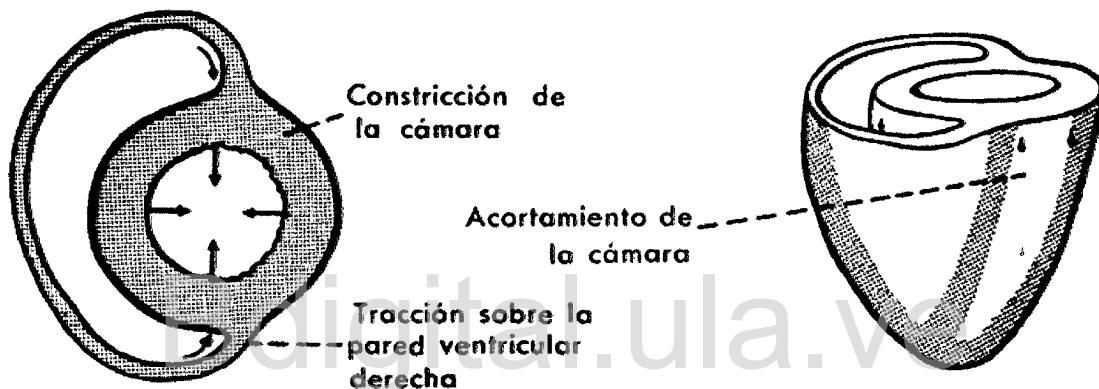 Constricción de
la cámara
Acortamiento de
la cámara
Tracción sobre la
pared ventricular
derecha
Bdigital.ula.ve